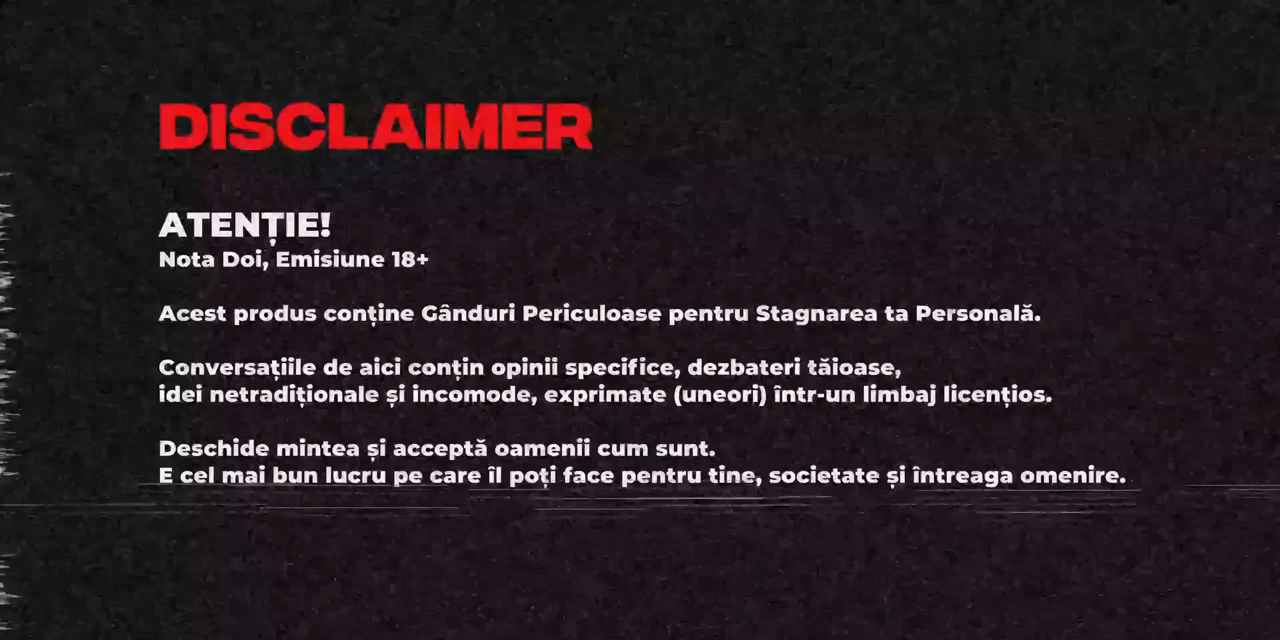 DISCLAIMER
ATENȚIE!
Nota Doi, Emisiune 18+
Acest produs conține Gânduri Periculoase pentru Stagnarea ta Personală.
Conversațiile de aici conțin opinii specifice, dezbateri tăioase,
idei netradiționale și incomode, exprimate (uneori) într-un limbaj licențios.
Deschide mintea și acceptă oamenii cum sunt.
E cel mai bun lucru pe care îl poți face pentru tine, societate și întreaga omenire.